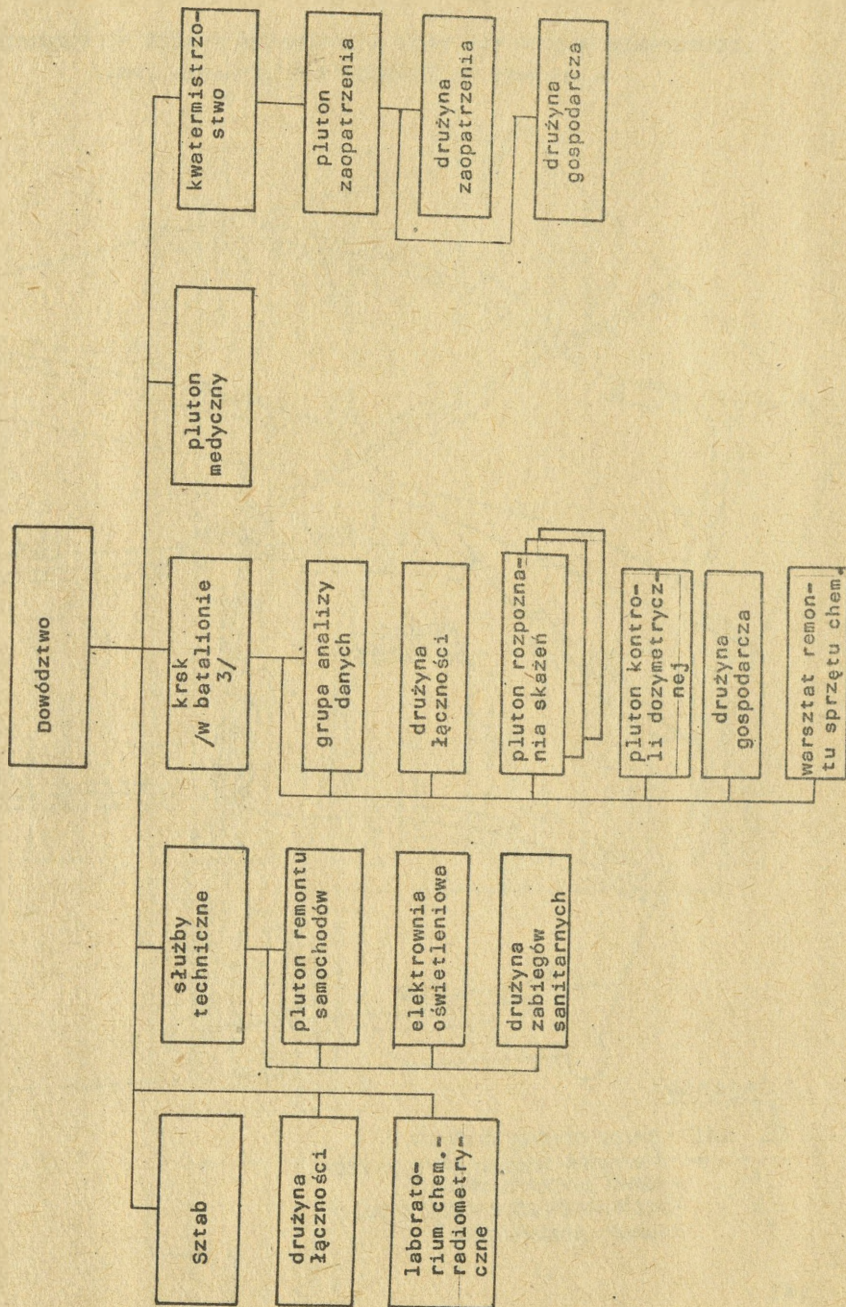 Dowództwo
Sztab
drużyna
łączności
laborato-
rium chem.-
radiometry-
czne
służby
techniczne
pluton remontu
samochodów
elektrownia
oświetleniowa
drużyna
zabiegów
sanitarnych
krsk
/w batalionie
3/
grupa analizy
danych
drużyna
łączności
pluton rozpozna-
nia skażeń
pluton kontro-
li dozymetrycz-
nej
drużyna
gospodarcza
warsztat remon-
tu sprzętu chem.
pluton
medyczny
kwatermistrzo-
stwo
pluton
zaopatrzenia
drużyna
zaopatrzenia
drużyna
gospodarcza